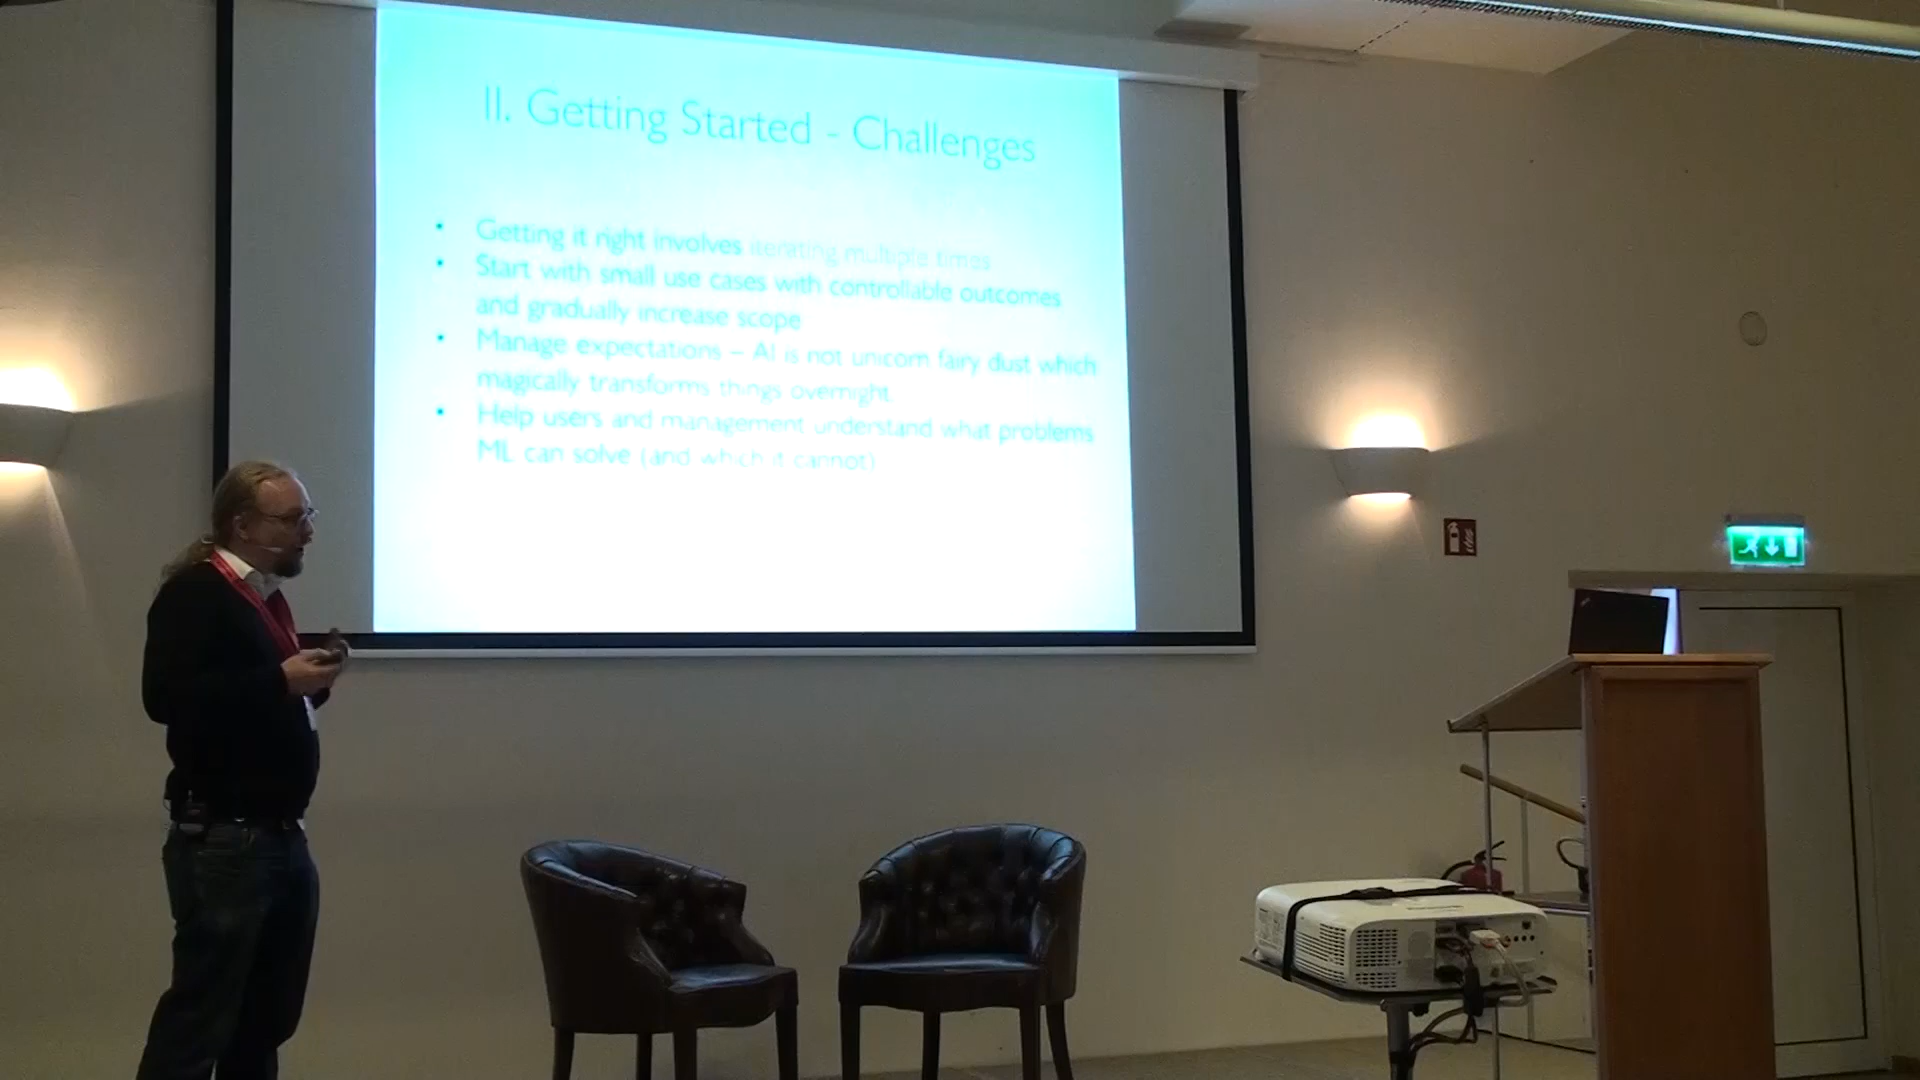 II. Getting Started - Challenges
• Getting it right involves iterating multiple times
• Start with small use cases with controllable outcomes
and gradually increase scope
• Manage expectations – AI is not unicorn fairy dust which
magically transforms things overnight.
• Help users and management understand what problems
ML can solve (and which it cannot)